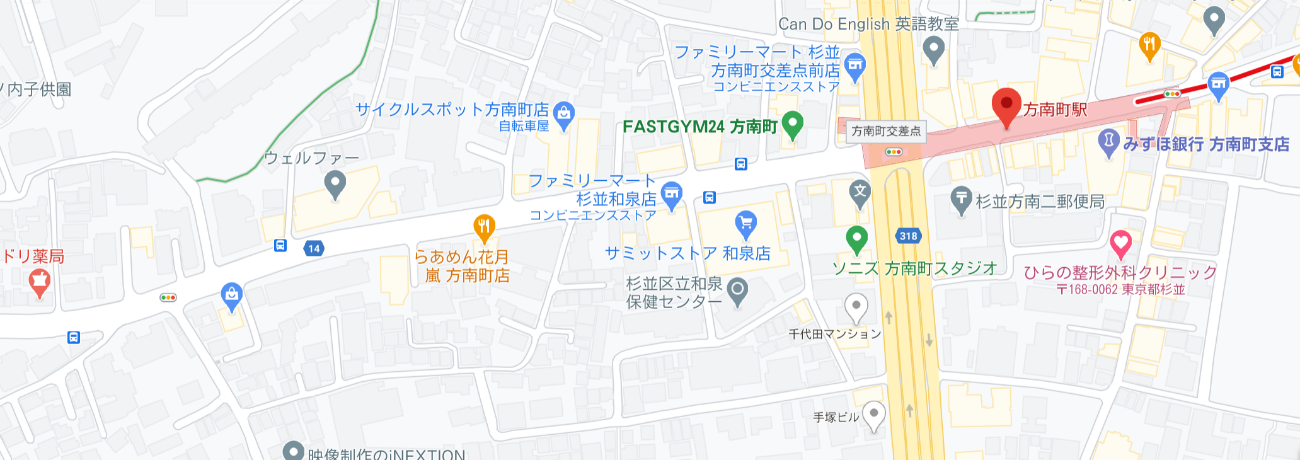 Can Do English 英語教室
ファミリーマート 杉並
方南町交差点前店
コンビニエンスストア
ノ内子供園
サイクルスポット方南町店
自転車屋
FASTGYM24 方南町
方南町駅
方南町交差点
みずほ銀行 方南町支店
ウェルファー
ファミリーマート
杉並和泉店
コンビニエンスストア
文
〒
杉並方南二郵便局
318
14
サミットストア 和泉店
らあめん花月
嵐 方南町店
ドリ薬局
ソニズ 方南町スタジオ
ひらの整形外科クリニック
〒168-0062 東京都杉並
杉並区立和泉
保健センター
千代田マンション
手塚ビル
映像制作のiNEXTION